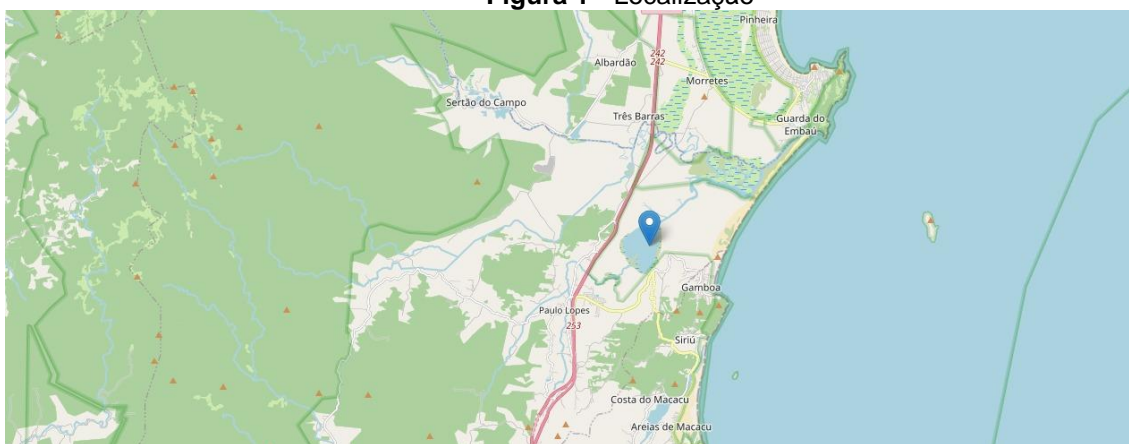 Figura 1 - Localização
Pinheira
242
242
Albardão
Morretes
Sertão do Campo
Três Barras
Guarda do
Embaú
Gamboa
Paulo Lopes
253
Siriú
Costa do Macacu
Areias de Macacu